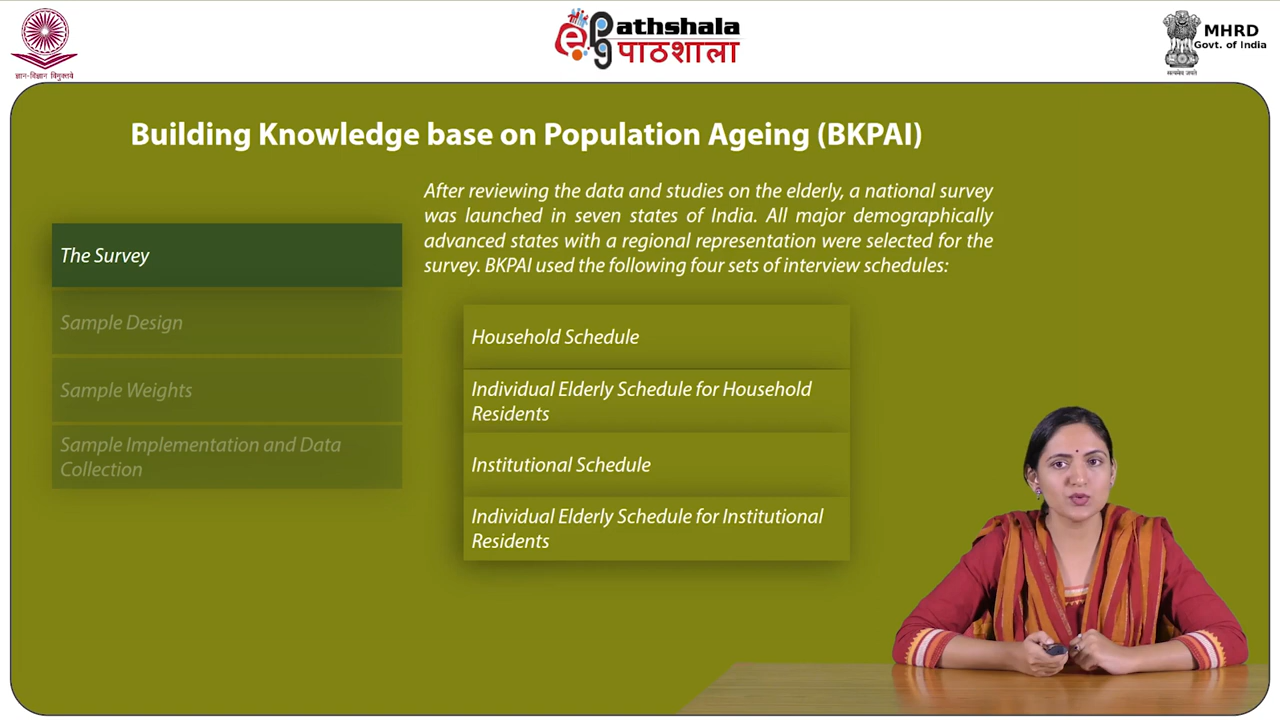 ज्ञान-विज्ञान विमुक्तये
ePG Pathshala
पाठशाला
MHRD
Govt. of India
सत्यमेव जयते
Building Knowledge base on Population Ageing (BKPAI)
The Survey
Sample Design
Sample Weights
Sample Implementation and Data
Collection
After reviewing the data and studies on the elderly, a national survey
was launched in seven states of India. All major demographically
advanced states with a regional representation were selected for the
survey. BKPAI used the following four sets of interview schedules:
Household Schedule
Individual Elderly Schedule for Household
Residents
Institutional Schedule
Individual Elderly Schedule for Institutional
Residents